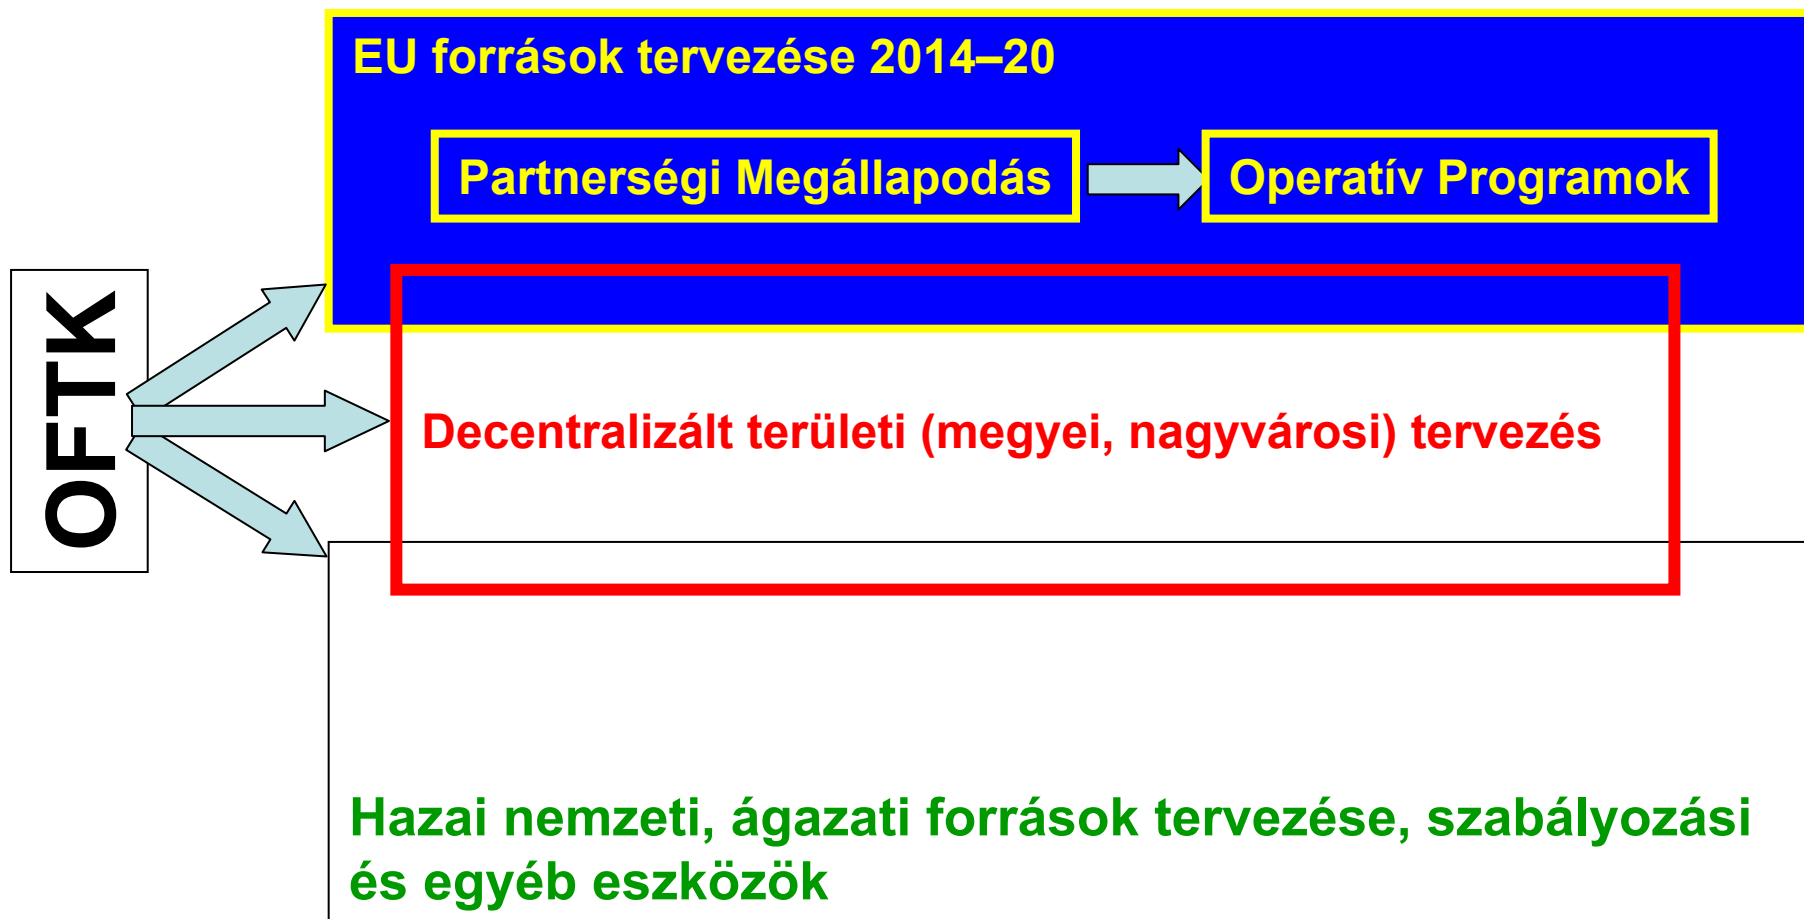 EU források tervezése 2014–20
Partnerségi Megállapodás
Operatív Programok
OFTK
Decentralizált területi (megyei, nagyvárosi) tervezés
Hazai nemzeti, ágazati források tervezése, szabályozási
és egyéb eszközök